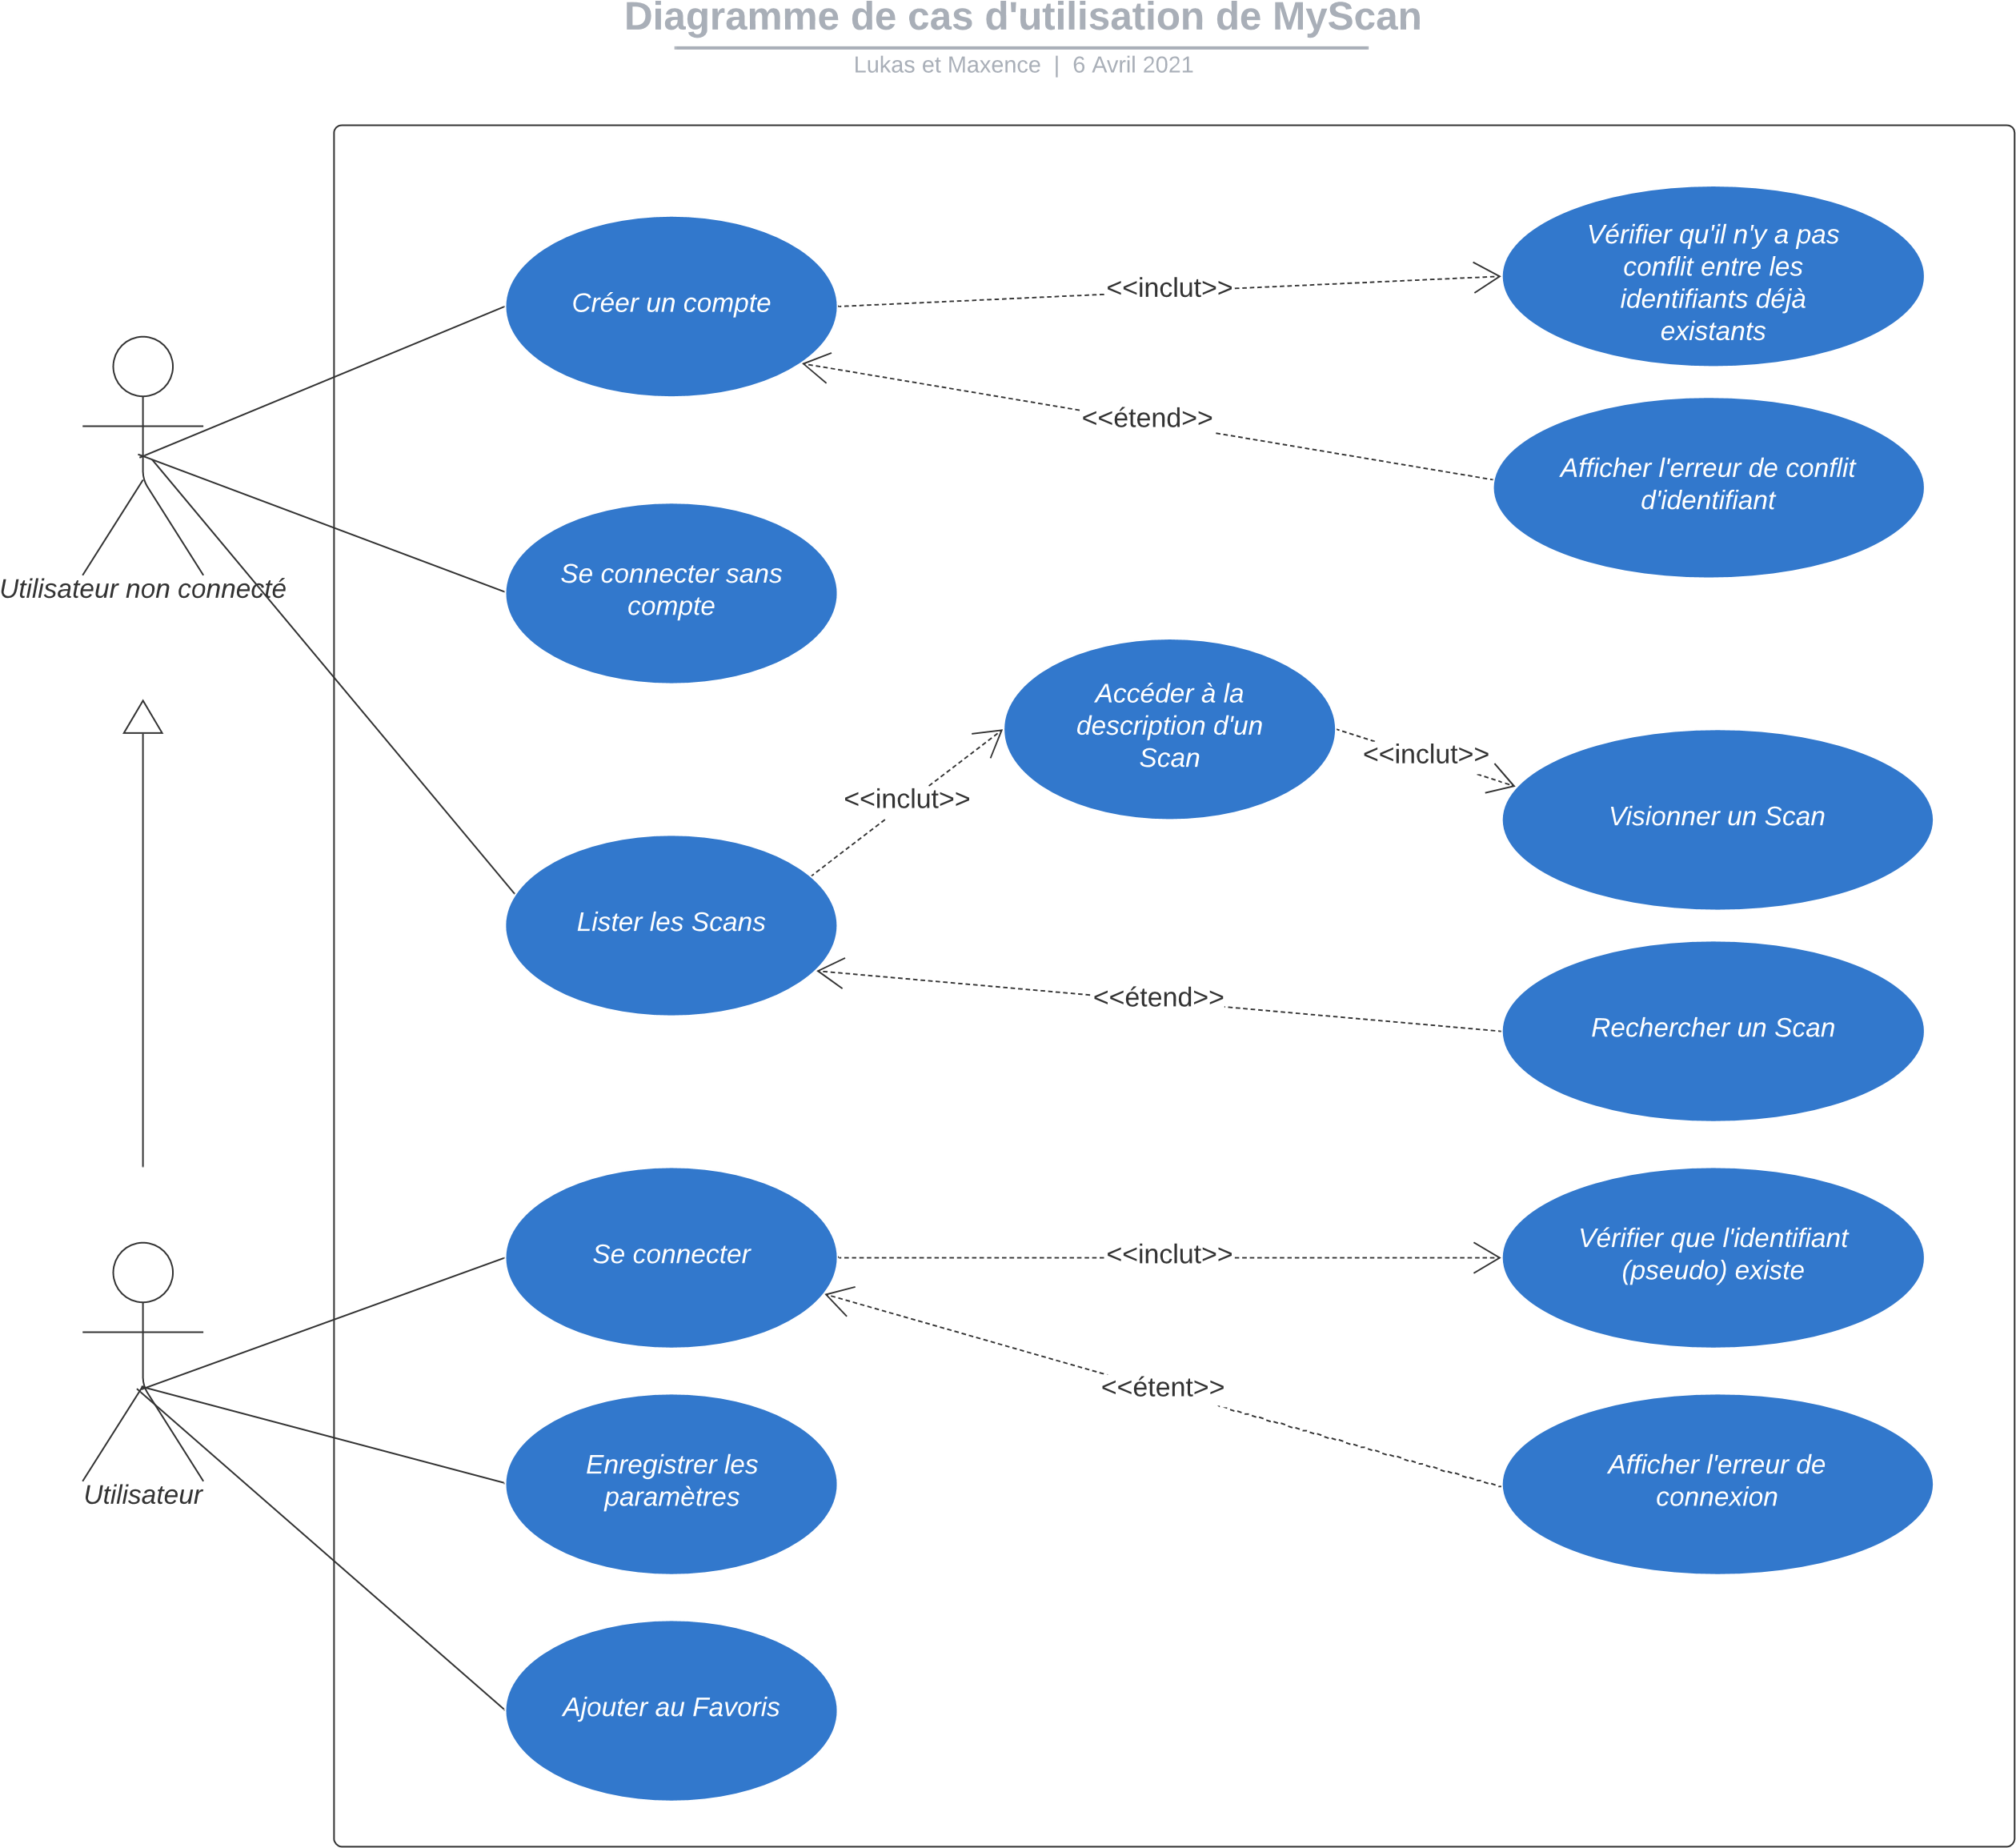 Diagramme de cas d'utilisation de MyScan
Lukas et Maxence | 6 Avril 2021
Vérifier qu'il n'y a pas
conflit entre les
identifiants déjà
existants
Créer un compte
<<inclut>>
<<étend>>
Afficher l'erreur de conflit
d'identifiant
Utilisateur non connecté
Se connecter sans
compte
Accéder à la
description d'un
Scan
<<inclut>>
<<inclut>>
Visionner un Scan
Lister les Scans
<<étend>>
Rechercher un Scan
Se connecter
<<inclut>>
Vérifier que l'identifiant
(pseudo) existe
<<étent>>
Utilisateur
Enregistrer les
paramètres
Afficher l'erreur de
connexion
Ajouter au Favoris